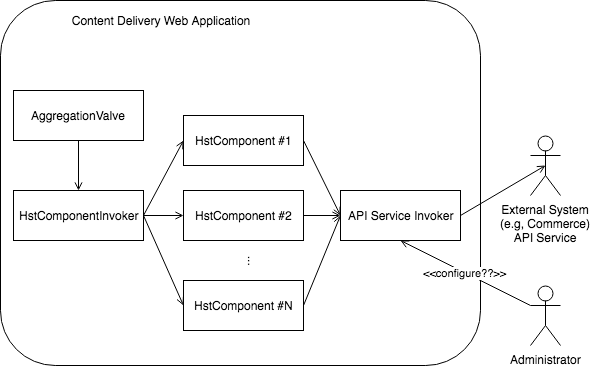 Content Delivery Web Application
AggregationValve
HstComponent #1
HstComponentInvoker
HstComponent #2
API Service Invoker
External System
(e.g, Commerce)
API Service
...
<<configure??>>
HstComponent #N
Administrator